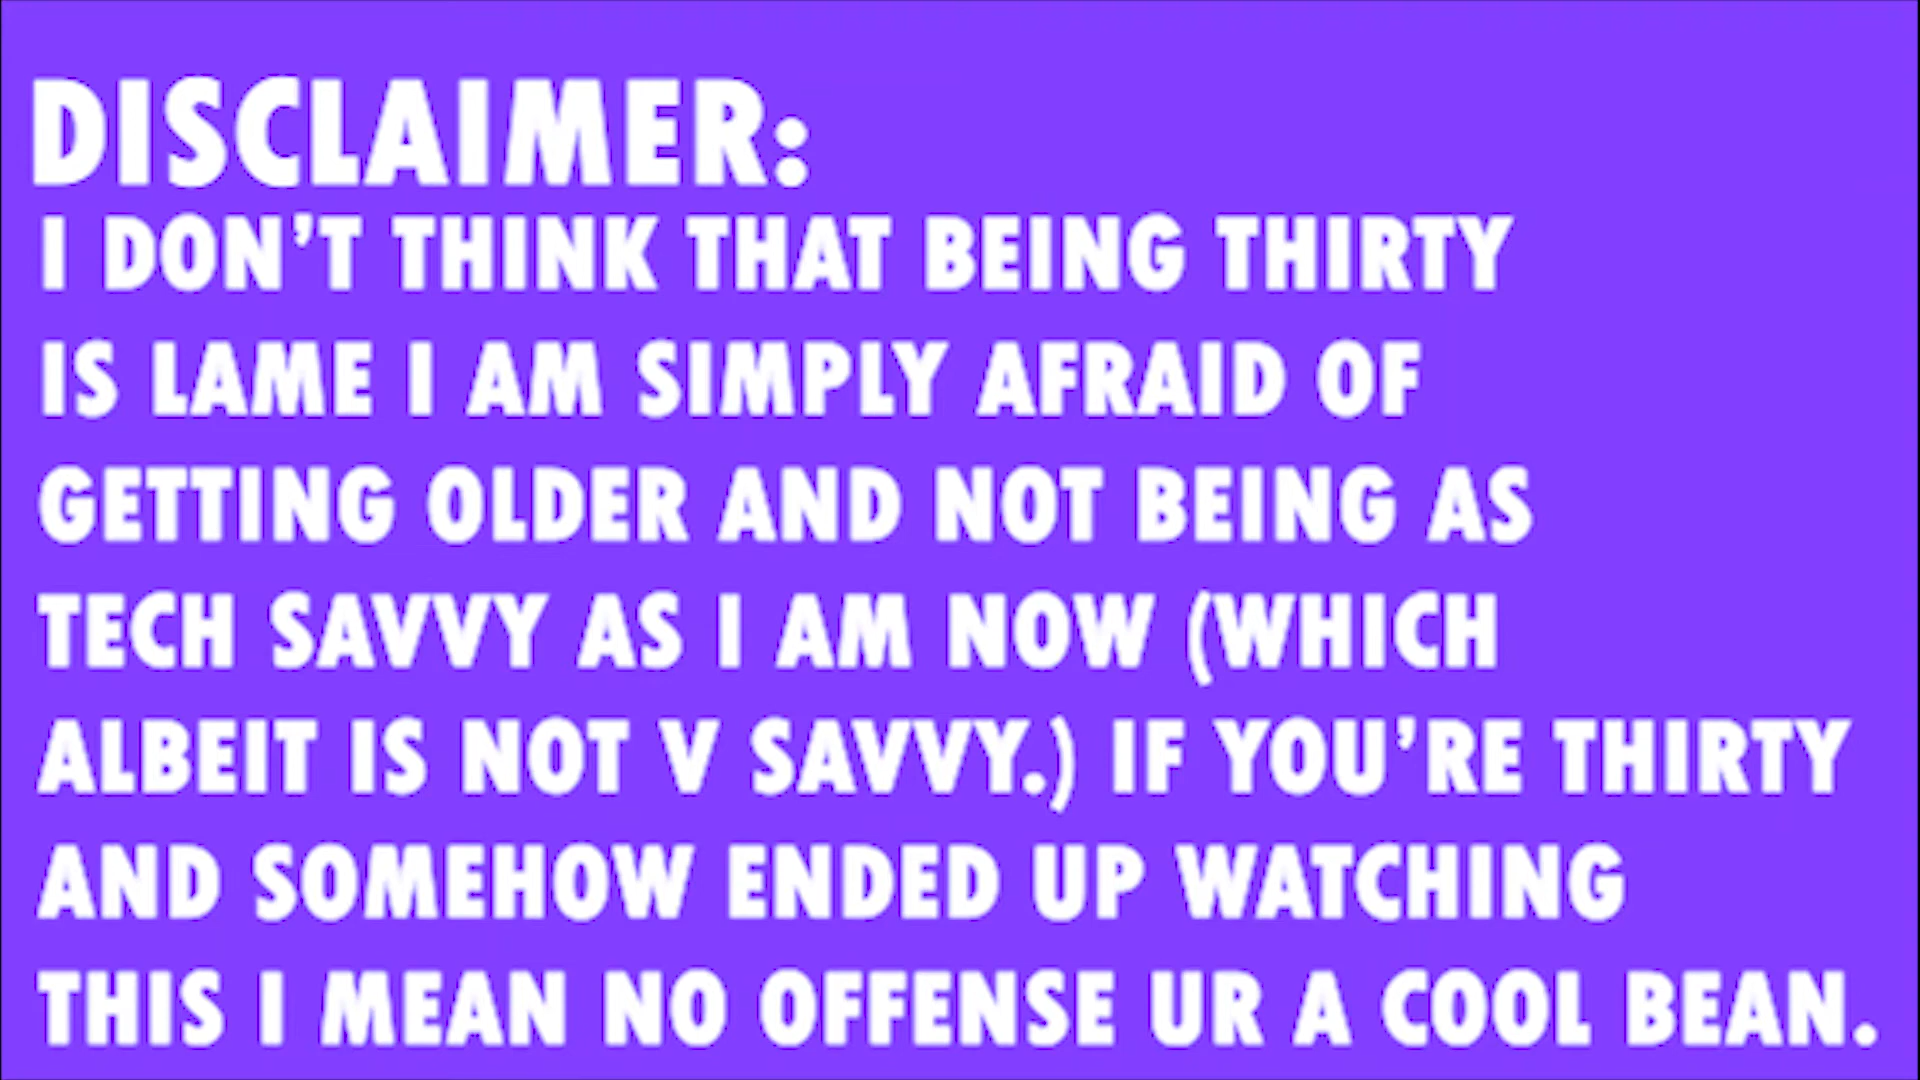 DISCLAIMER:
I DON'T THINK THAT BEING THIRTY
IS LAME I AM SIMPLY AFRAID OF
GETTING OLDER AND NOT BEING AS
TECH SAVVY AS I AM NOW (WHICH
ALBEIT IS NOT V SAVVY.) IF YOU'RE THIRTY
AND SOMEHOW ENDED UP WATCHING
THIS I MEAN NO OFFENSE UR A COOL BEAN.